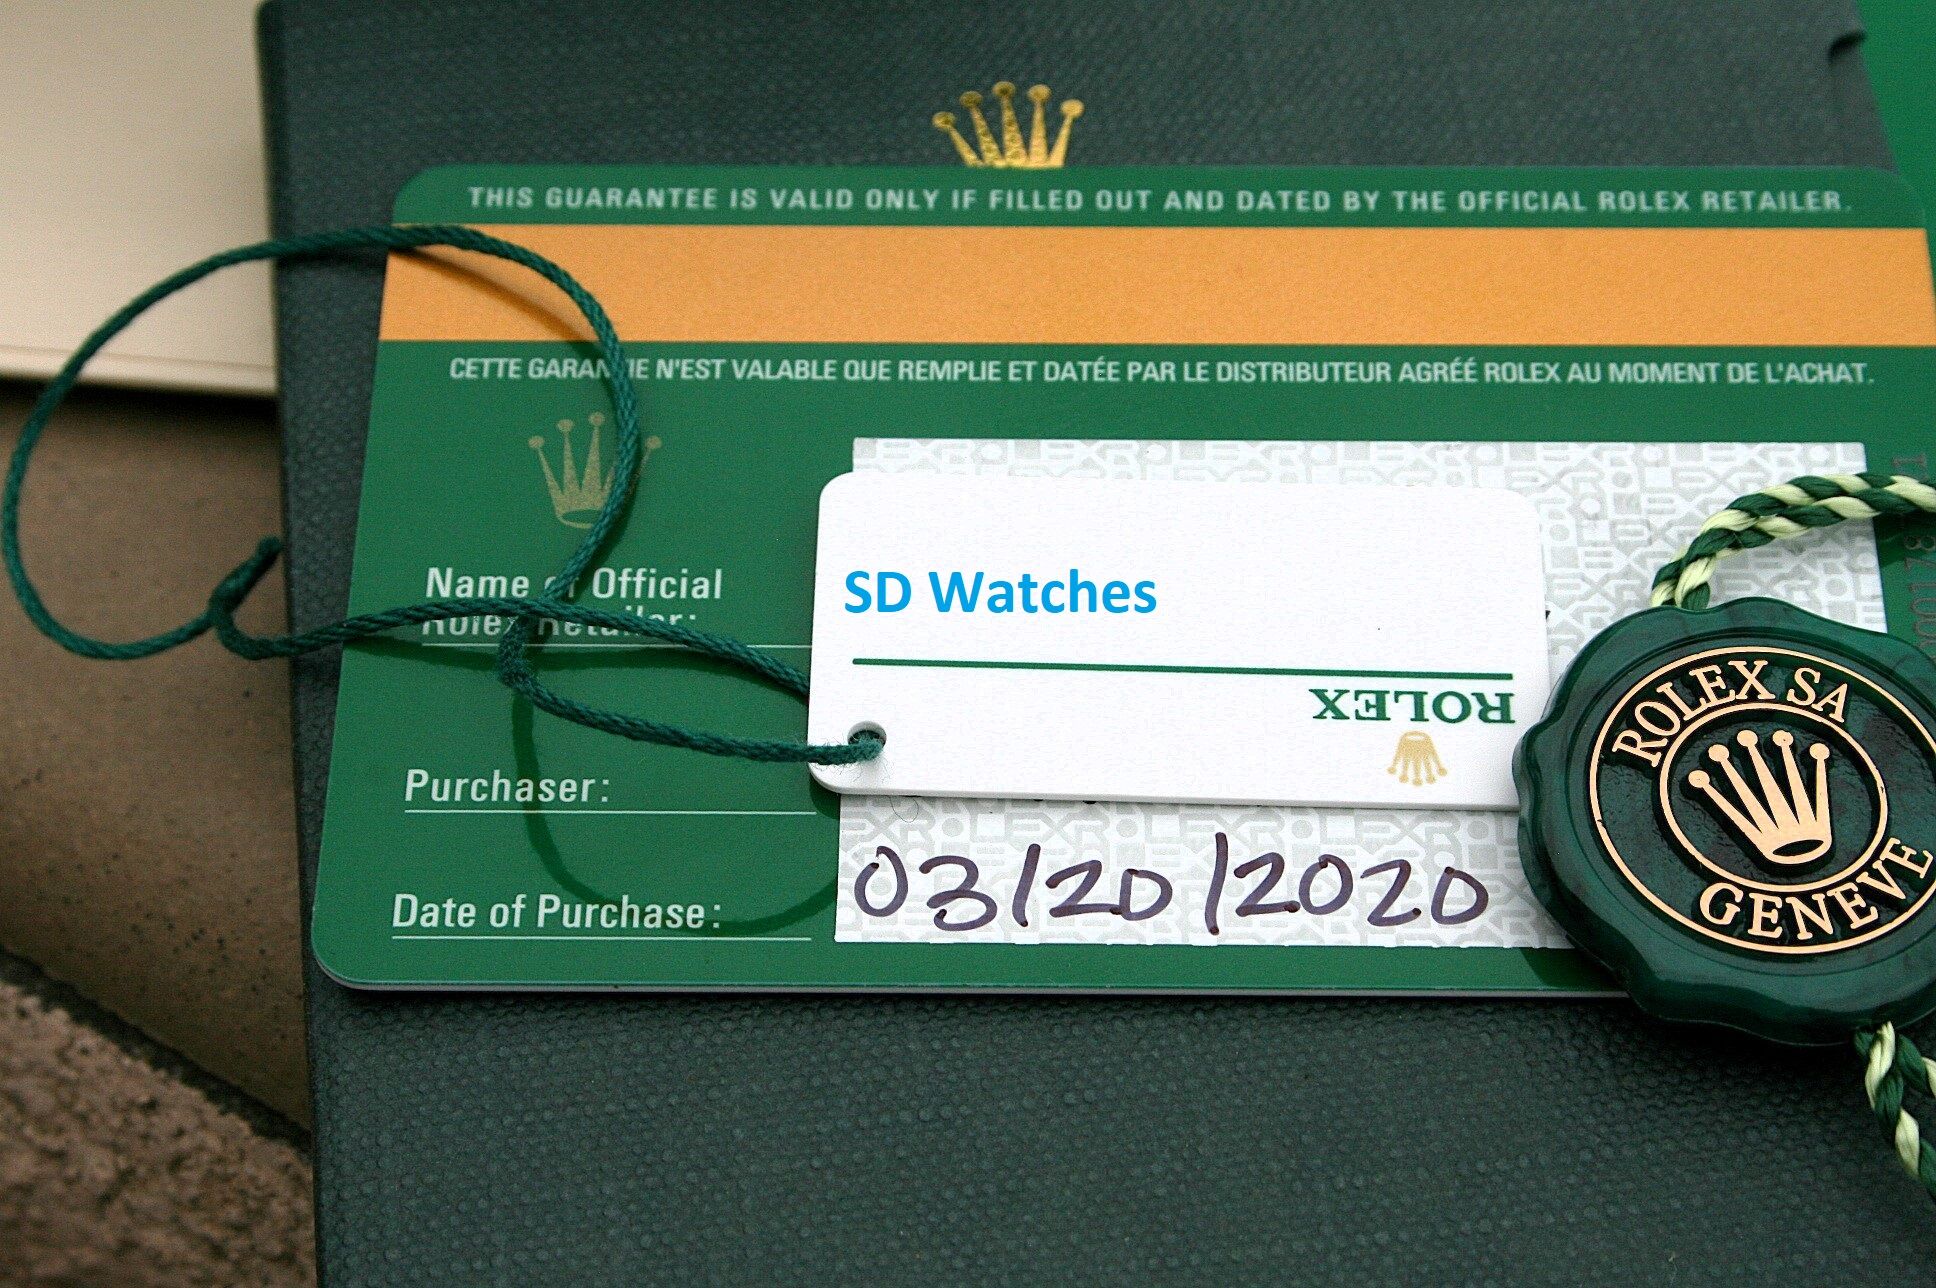 THIS GUARANTEE IS VALID ONLY IF FILLED OUT AND DATED BY THE OFFICIAL ROLEX RETAILER.
CETTE GARANTIE N'EST VALABLE QUE REMPLIE ET DATÉE PAR LE DISTRIBUTEUR AGRÉÉ ROLEX AU MOMENT DE L'ACHAT.
Name of Official
Rolex Retailer:
SD Watches
ROLEX
Purchaser:
Date of Purchase:
03/20/2020
ROLEX SA
GENEVE